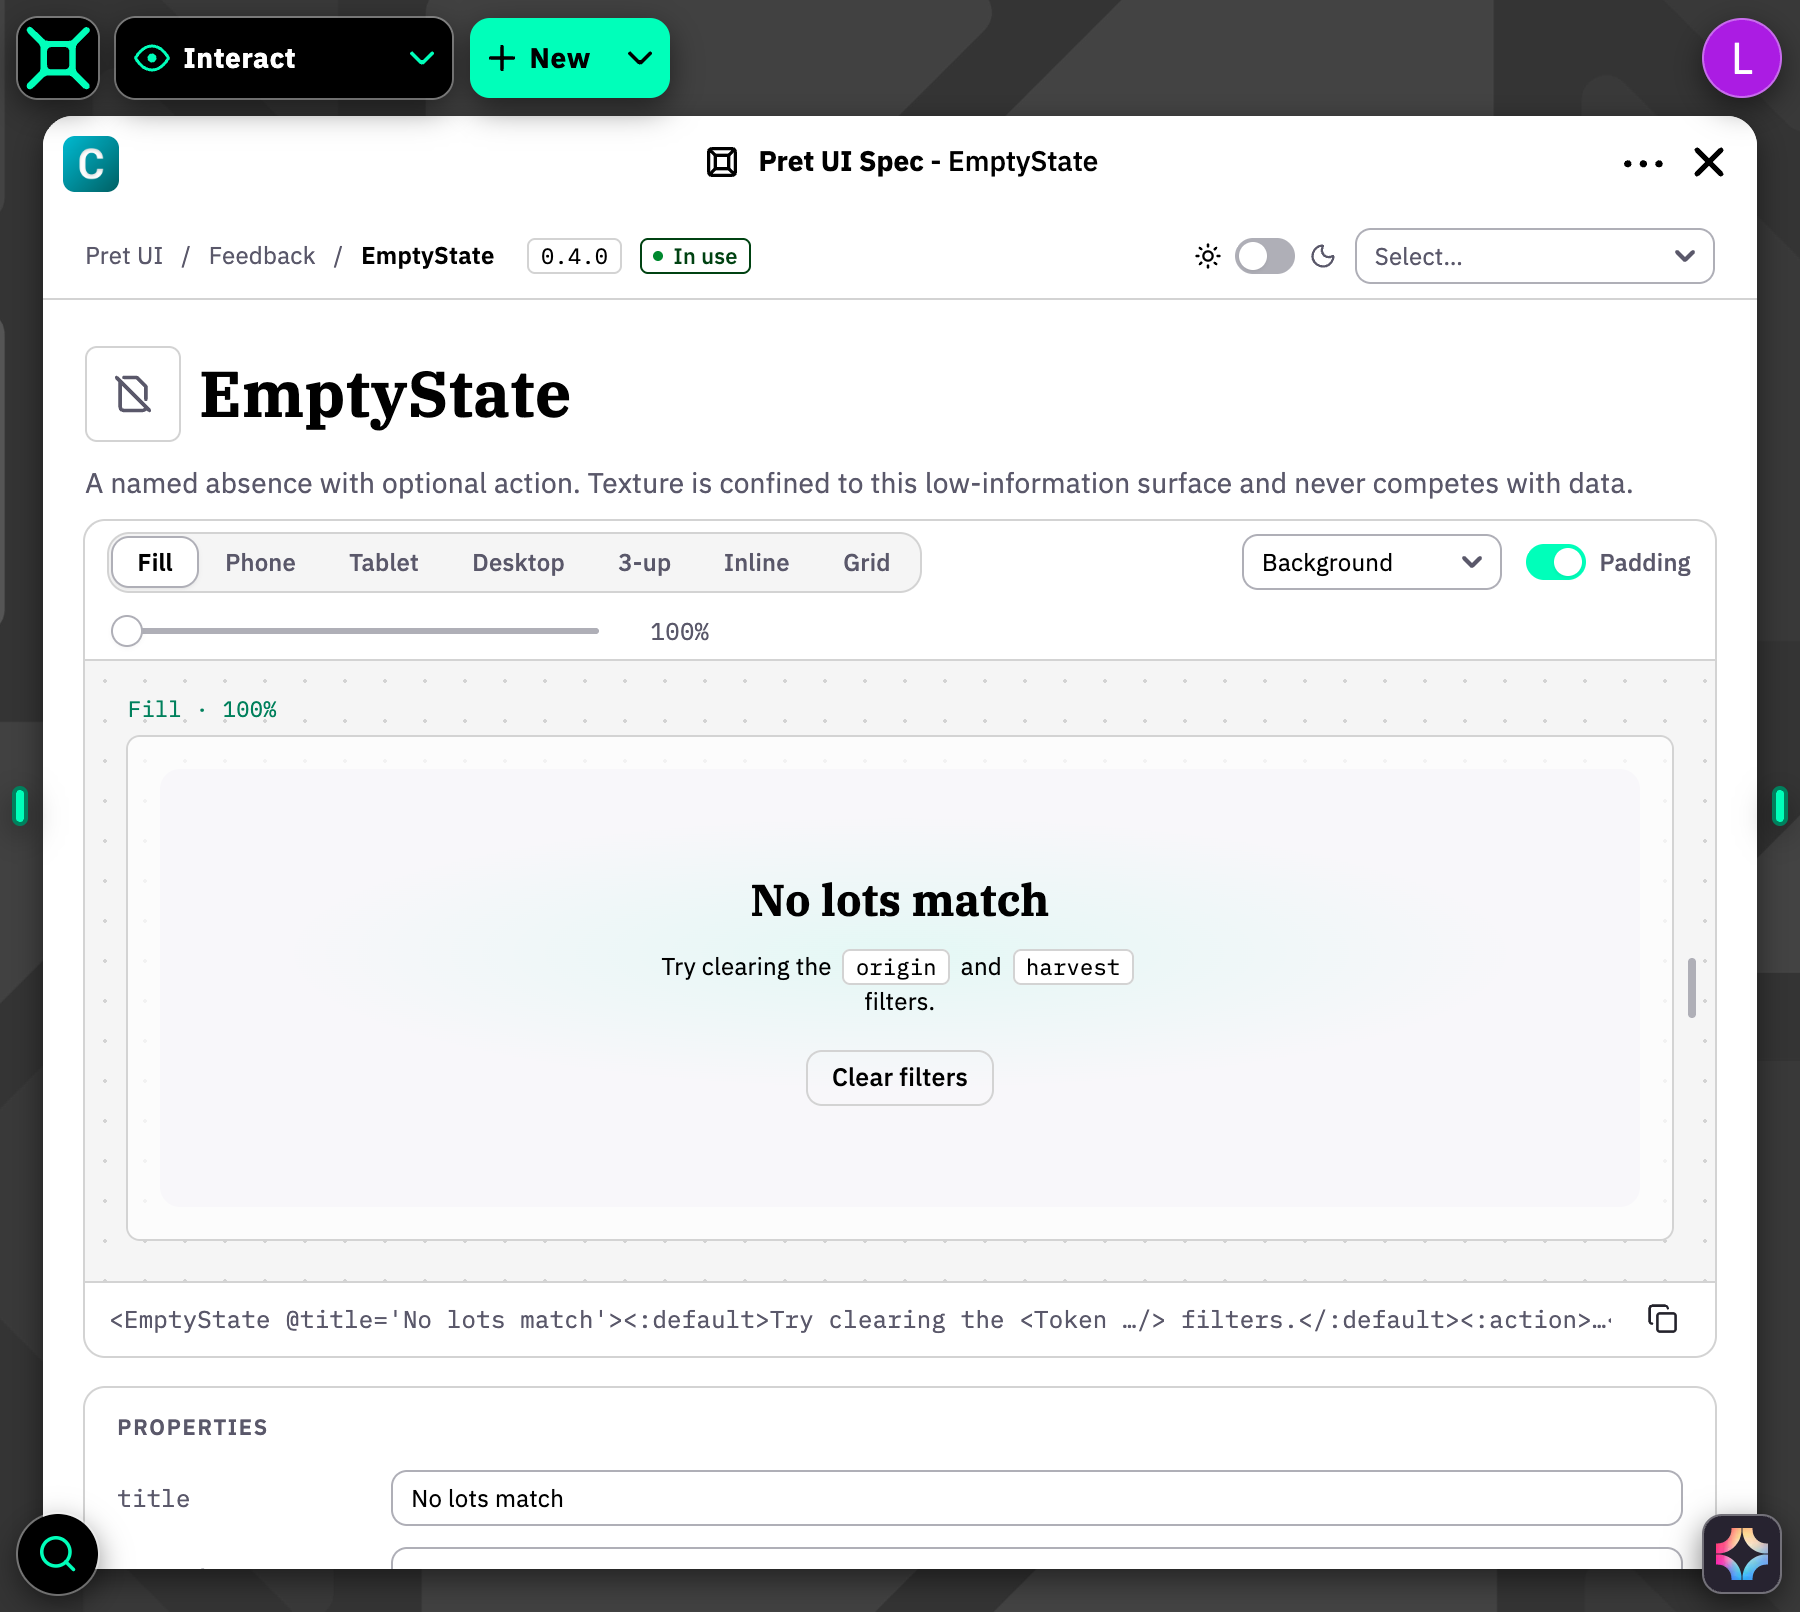 Interact
New
L
C
Pret UI Spec - EmptyState
Pret UI / Feedback / EmptyState 0.4.0 In use
Select...
EmptyState
A named absence with optional action. Texture is confined to this low-information surface and never competes with data.
Fill Phone Tablet Desktop 3-up Inline Grid
Background
Padding
100%
Fill · 100%
No lots match
Try clearing the origin and harvest
filters.
Clear filters
<EmptyState @title='No lots match'><:default>Try clearing the <Token …/> filters.</:default><:action>…
PROPERTIES
title
No lots match